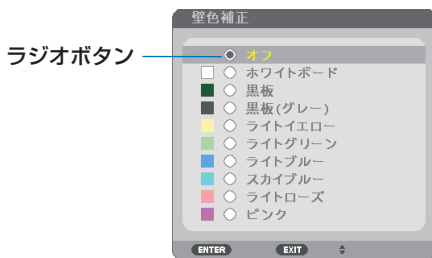 壁色補正
ラジオボタン
オフ
ホワイトボード
黒板
黒板(グレー)
ライトイエロー
ライトグリーン
ライトブルー
スカイブルー
ライトローズ
ピンク
ENTER EXIT